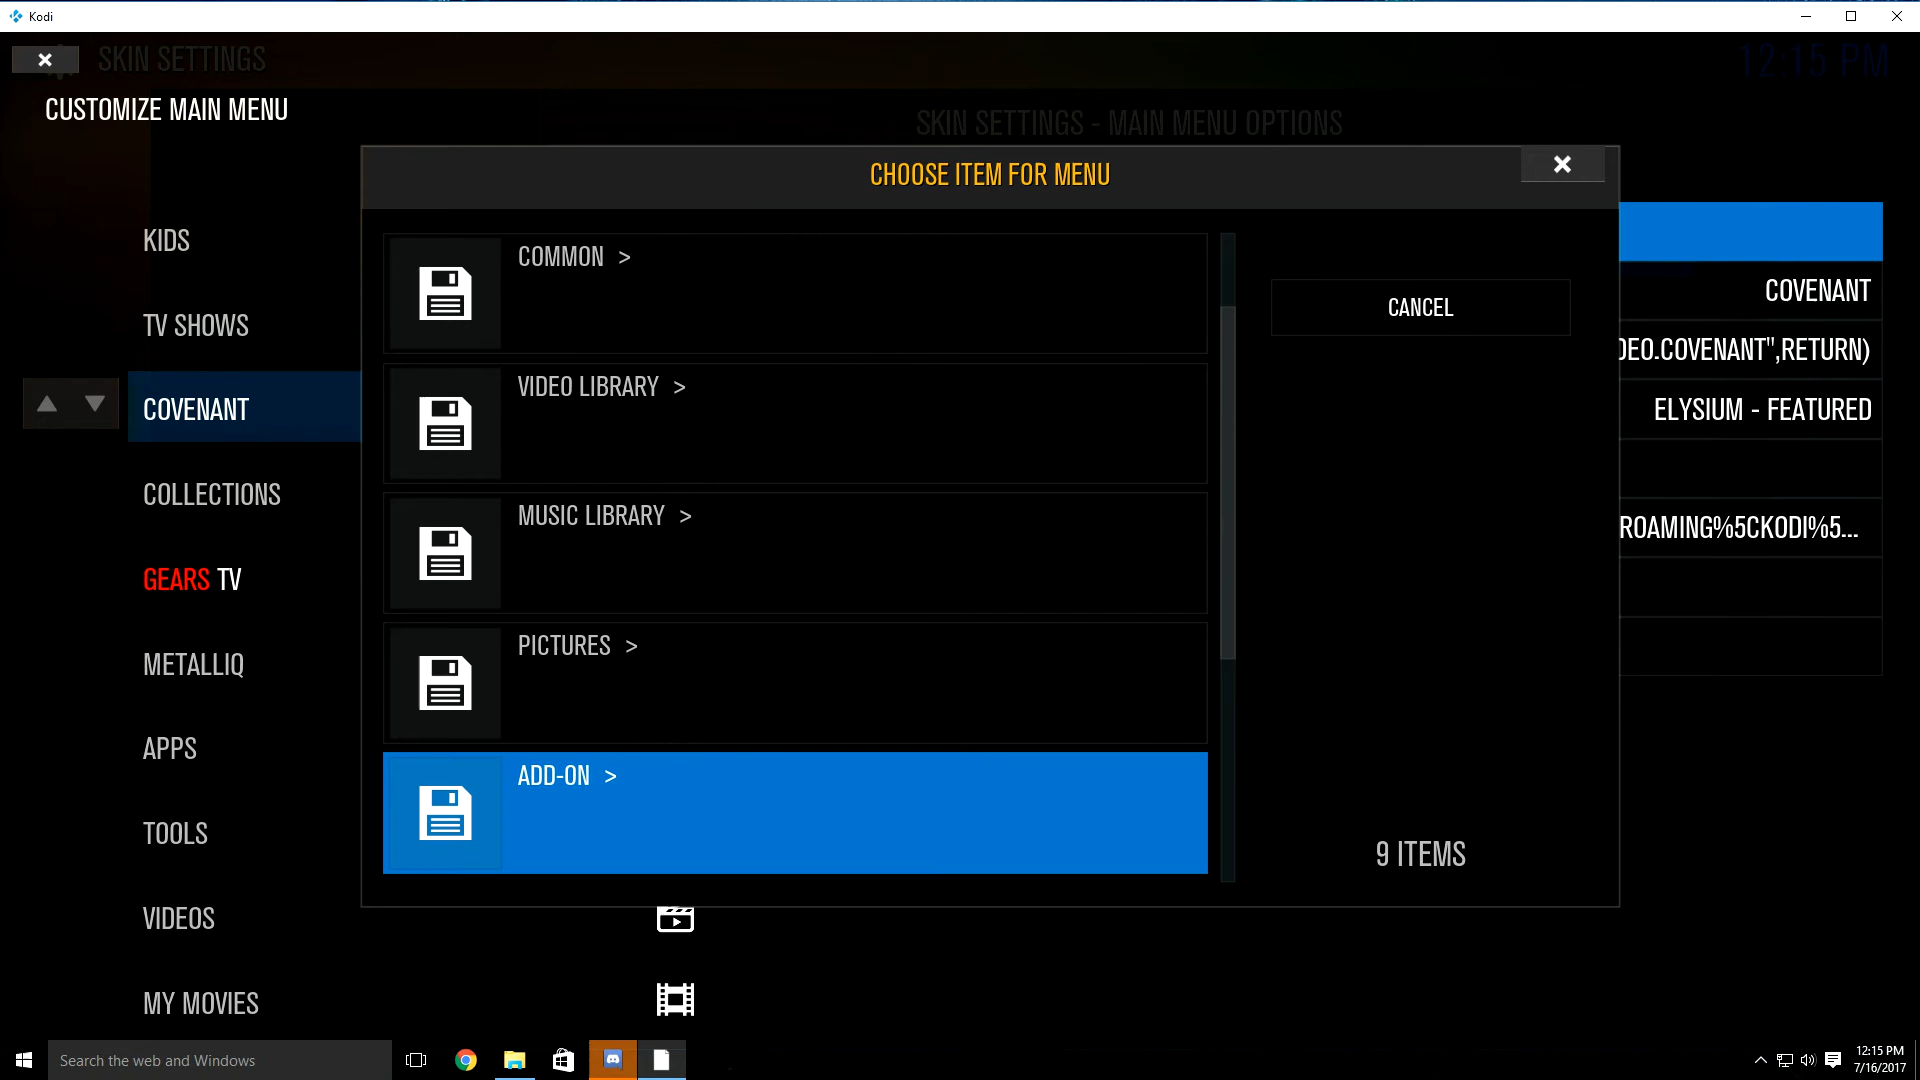 Kodi
SKIN SETTINGS
12:15 PM
CUSTOMIZE MAIN MENU
SKIN SETTINGS - MAIN MENU OPTIONS
CHOOSE ITEM FOR MENU
KIDS
TV SHOWS
COVENANT
COLLECTIONS
GEARS TV
METALLIQ
APPS
TOOLS
VIDEOS
MY MOVIES
COMMON >
VIDEO LIBRARY >
MUSIC LIBRARY >
PICTURES >
ADD-ON >
CANCEL
9 ITEMS
COVENANT
DEO.COVENANT",RETURN)
ELYSIUM - FEATURED
ROAMING%5CKODI%5...
Search the web and Windows
12:15 PM
7/16/2017